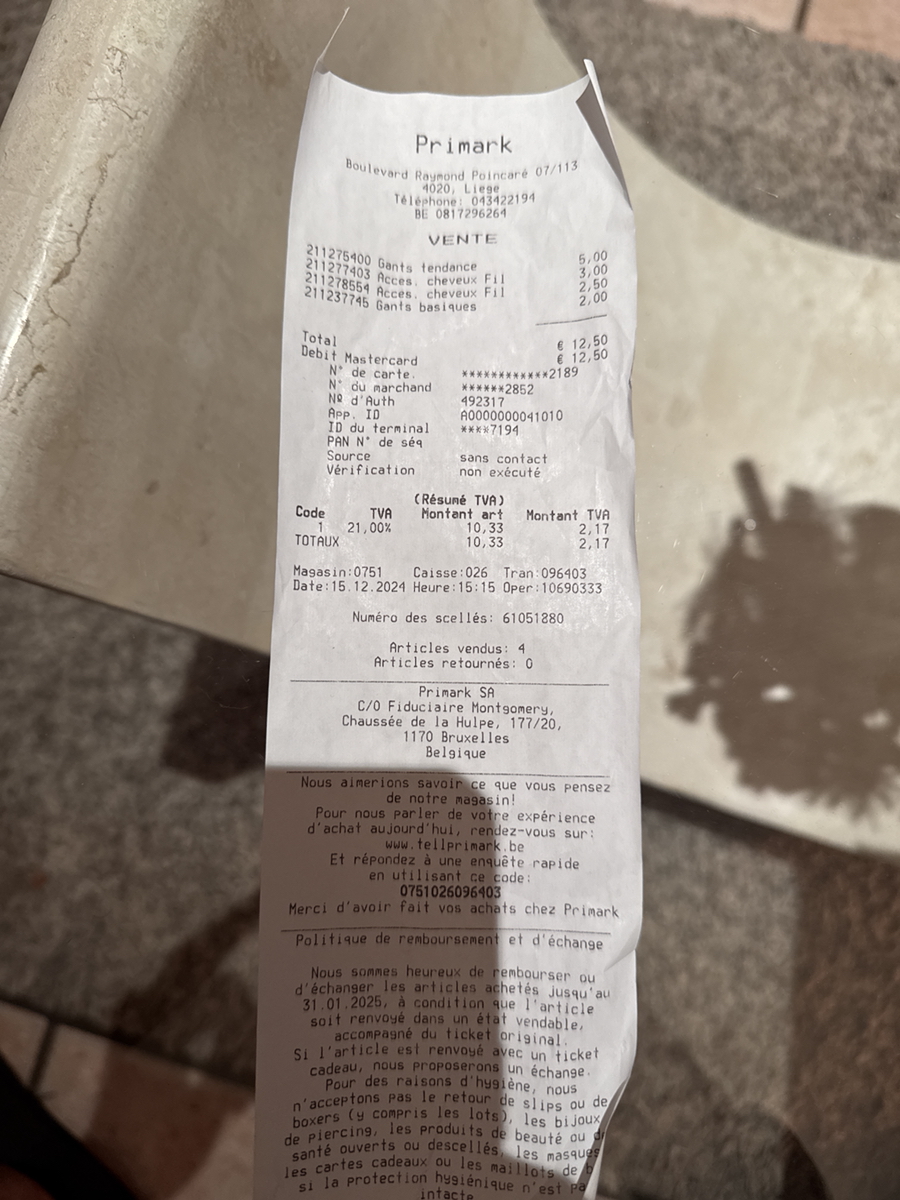 Primark
Boulevard Raymond Poincaré 07/113
4020, Liege
Téléphone: 043422194
BE 0817296264
VENTE
211275400 Gants tendance 5,00
211277403 Acces. cheveux Fil 3,00
211278554 Acces. cheveux Fil 2,50
211237745 Gants basiques 2,00
Total € 12,50
Debit Mastercard € 12,50
N° de carte. ************2189
N° du marchand ******2852
Nº d'Auth 492317
App. ID A0000000041010
ID du terminal ****7194
PAN N° de séq
Source sans contact
Vérification non exécuté
(Résumé TVA)
Code TVA Montant art Montant TVA
1 21,00% 10,33 2,17
TOTAUX 10,33 2,17
Magasin:0751 Caisse:026 Tran:096403
Date:15.12.2024 Heure:15:15 Oper:10690333
Numéro des scellés: 61051880
Articles vendus: 4
Articles retournés: 0
Primark SA
C/O Fiduciaire Montgomery,
Chaussée de la Hulpe, 177/20,
1170 Bruxelles
Belgique
Nous aimerions savoir ce que vous pensez
de notre magasin!
Pour nous parler de votre expérience
d'achat aujourd'hui, rendez-vous sur:
www.tellprimark.be
Et répondez à une enquête rapide
en utilisant ce code:
0751026096403
Merci d'avoir fait vos achats chez Primark
Politique de remboursement et d'échange
Nous sommes heureux de rembourser ou
d'échanger les articles achetés jusqu'au
31.01.2025, à condition que l'article
soit renvoyé dans un état vendable,
accompagné du ticket original.
Si l'article est renvoyé avec un ticket
cadeau, nous proposerons un échange.
Pour des raisons d'hygiène, nous
n'acceptons pas le retour de slips ou de
boxers (y compris les lots), les bijoux
de piercing, les produits de beauté ou
santé ouverts ou descellés, les masques
les cartes cadeaux ou les maillots de
si la protection hygiénique n'est
intacte